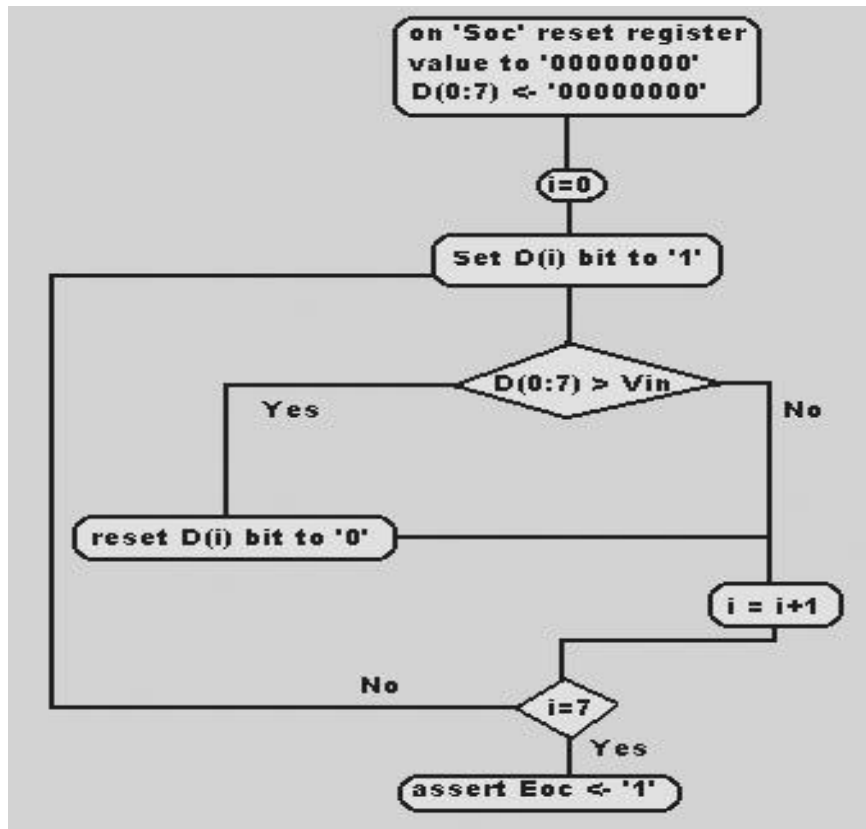 on 'Soc' reset register
value to '00000000'
D(0:7) <- '00000000'
i=0
Set D(i) bit to '1'
D(0:7) > Vin
Yes
No
reset D(i) bit to '0'
i = i+1
No
i=7
Yes
assert Eoc <- '1'